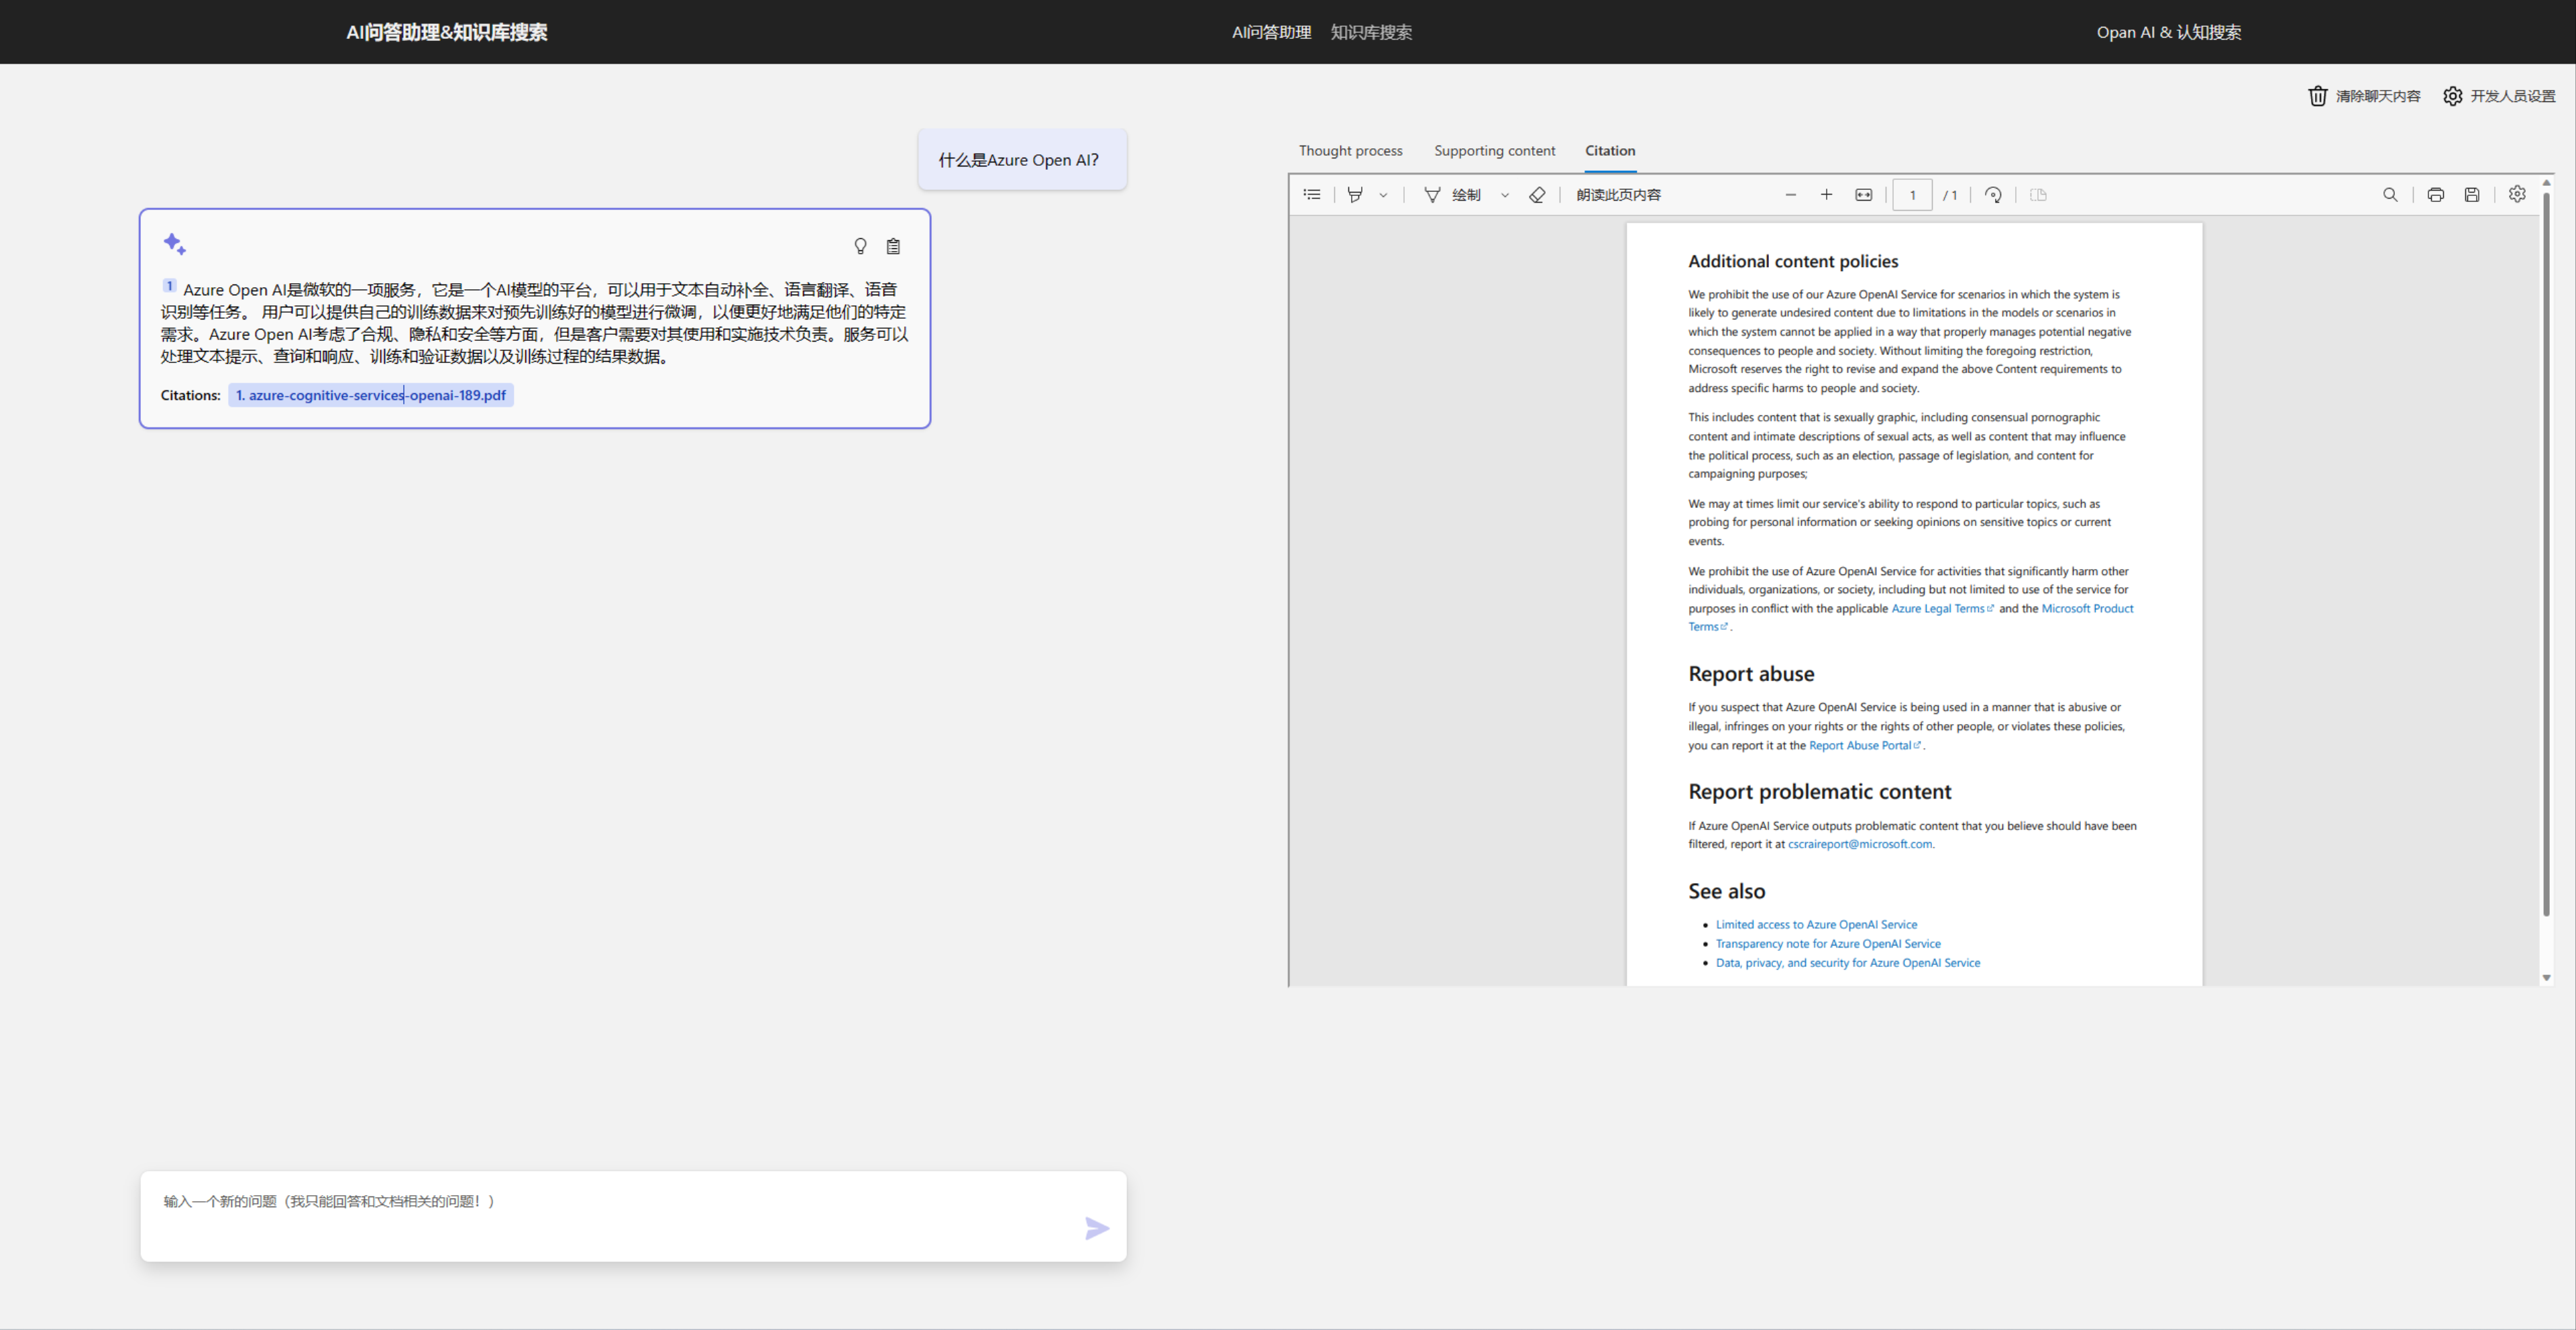 AI问答助理&知识库搜索
AI问答助理 知识库搜索
Opan AI & 认知搜索
清除聊天内容 开发人员设置
什么是Azure Open AI?
1 Azure Open AI是微软的一项服务，它是一个AI模型的平台，可以用于文本自动补全、语言翻译、语音
识别等任务。 用户可以提供自己的训练数据来对预先训练好的模型进行微调，以便更好地满足他们的特定
需求。Azure Open AI考虑了合规、隐私和安全等方面，但是客户需要对其使用和实施技术负责。服务可以
处理文本提示、查询和响应、训练和验证数据以及训练过程的结果数据。
Citations: 1. azure-cognitive-services-openai-189.pdf
输入一个新的问题（我只能回答和文档相关的问题！）
Thought process Supporting content Citation
绘制 朗读此页内容 1 / 1
Additional content policies
We prohibit the use of our Azure OpenAI Service for scenarios in which the system is
likely to generate undesired content due to limitations in the models or scenarios in
which the system cannot be applied in a way that properly manages potential negative
consequences to people and society. Without limiting the foregoing restriction,
Microsoft reserves the right to revise and expand the above Content requirements to
address specific harms to people and society.
This includes content that is sexually graphic, including consensual pornographic
content and intimate descriptions of sexual acts, as well as content that may influence
the political process, such as an election, passage of legislation, and content for
campaigning purposes;
We may at times limit our service's ability to respond to particular topics, such as
probing for personal information or seeking opinions on sensitive topics or current
events.
We prohibit the use of Azure OpenAI Service for activities that significantly harm other
individuals, organizations, or society, including but not limited to use of the service for
purposes in conflict with the applicable Azure Legal Terms and the Microsoft Product
Terms .
Report abuse
If you suspect that Azure OpenAI Service is being used in a manner that is abusive or
illegal, infringes on your rights or the rights of other people, or violates these policies,
you can report it at the Report Abuse Portal .
Report problematic content
If Azure OpenAI Service outputs problematic content that you believe should have been
filtered, report it at cscraireport@microsoft.com.
See also
• Limited access to Azure OpenAI Service
• Transparency note for Azure OpenAI Service
• Data, privacy, and security for Azure OpenAI Service